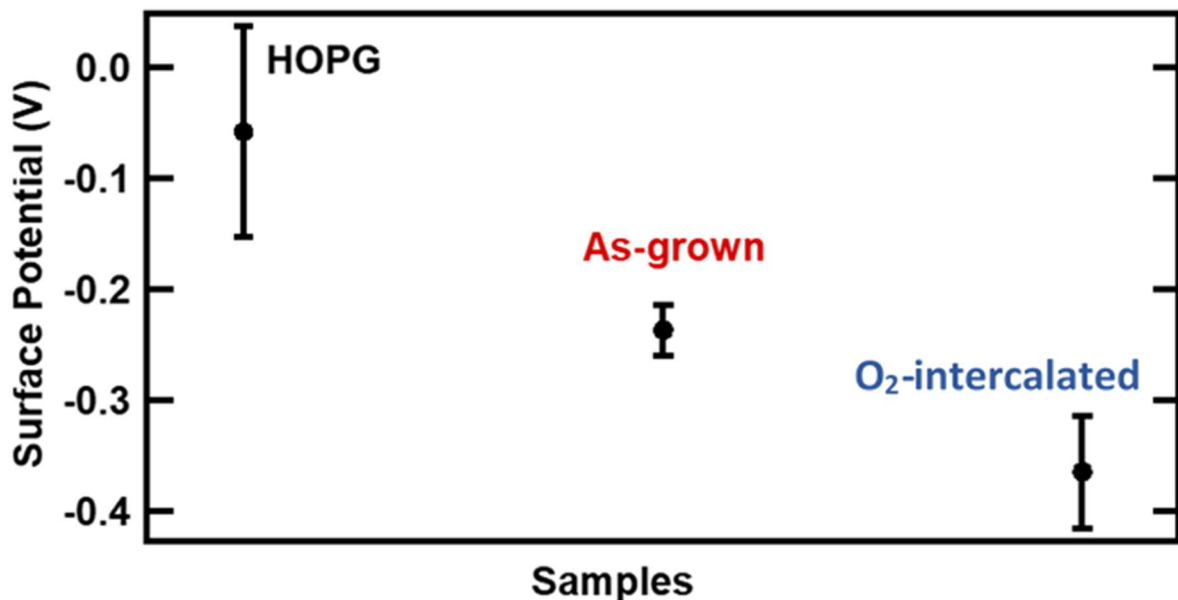 Surface Potential (V)
0.0
-0.1
-0.2
-0.3
-0.4
HOPG
As-grown
O₂-intercalated
Samples